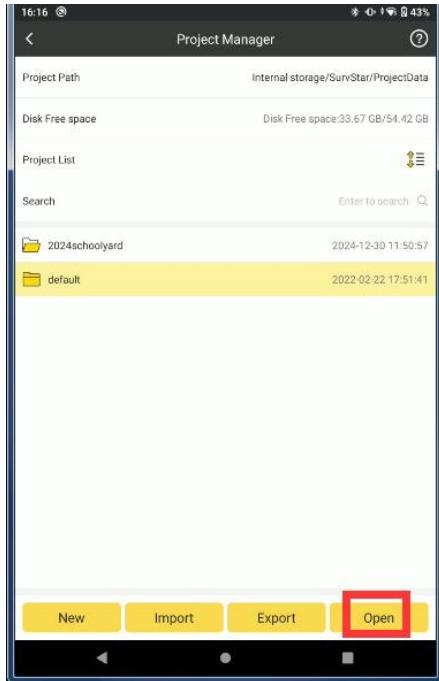 16:16 43%
Project Manager
Project Path Internal storage/SurvStar/ProjectData
Disk Free space Disk Free space:33.67 GB/54.42 GB
Project List
Search Enter to search
2024schoolyard 2024-12-30 11:50:57
default 2022-02-22 17:51:41
New Import Export Open